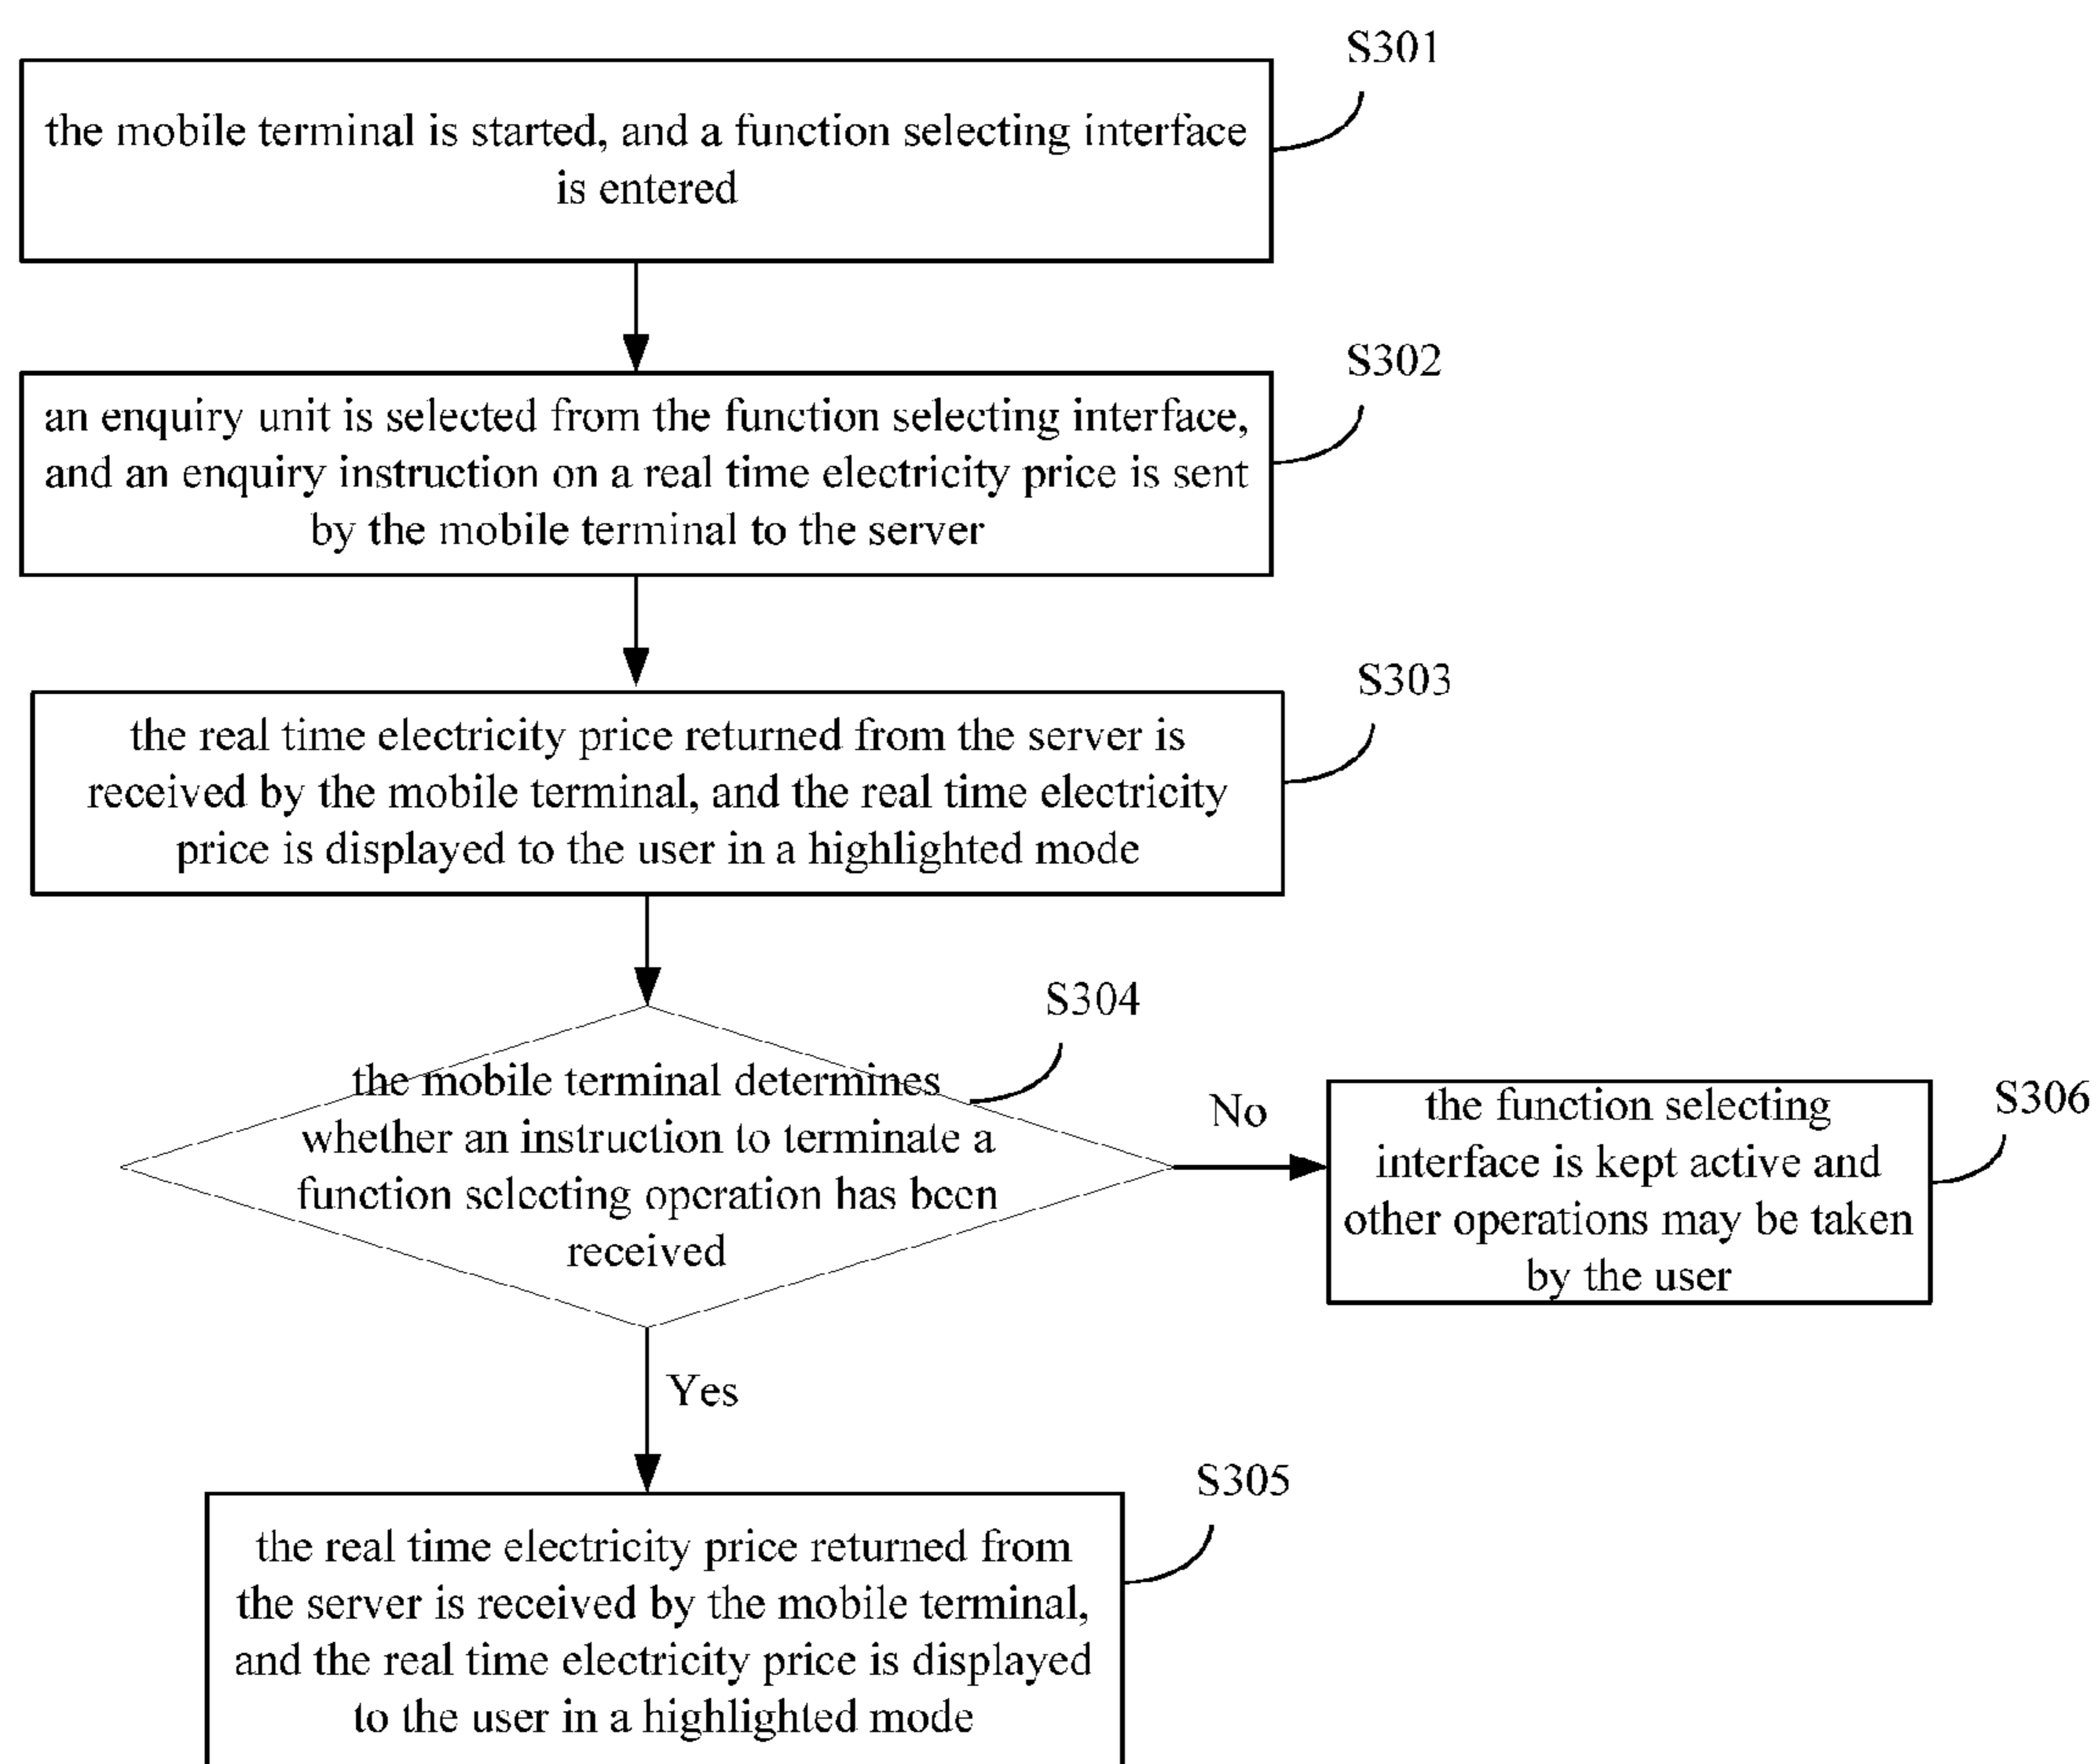 S301
the mobile terminal is started, and a function selecting interface
is entered
S302
an enquiry unit is selected from the function selecting interface,
and an enquiry instruction on a real time electricity price is sent
by the mobile terminal to the server
S303
the real time electricity price returned from the server is
received by the mobile terminal, and the real time electricity
price is displayed to the user in a highlighted mode
S304
the mobile terminal determines
whether an instruction to terminate a
function selecting operation has been
received
No
S306
the function selecting
interface is kept active and
other operations may be taken
by the user
Yes
S305
the real time electricity price returned from
the server is received by the mobile terminal,
and the real time electricity price is displayed
to the user in a highlighted mode